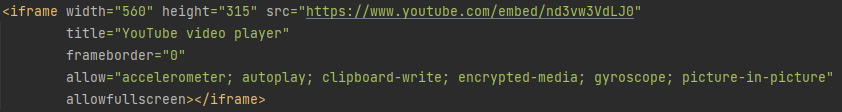 <iframe width="560" height="315" src="https://www.youtube.com/embed/nd3vw3VdLJ0"
title="YouTube video player"
frameborder="0"
allow="accelerometer; autoplay; clipboard-write; encrypted-media; gyroscope; picture-in-picture"
allowfullscreen></iframe>